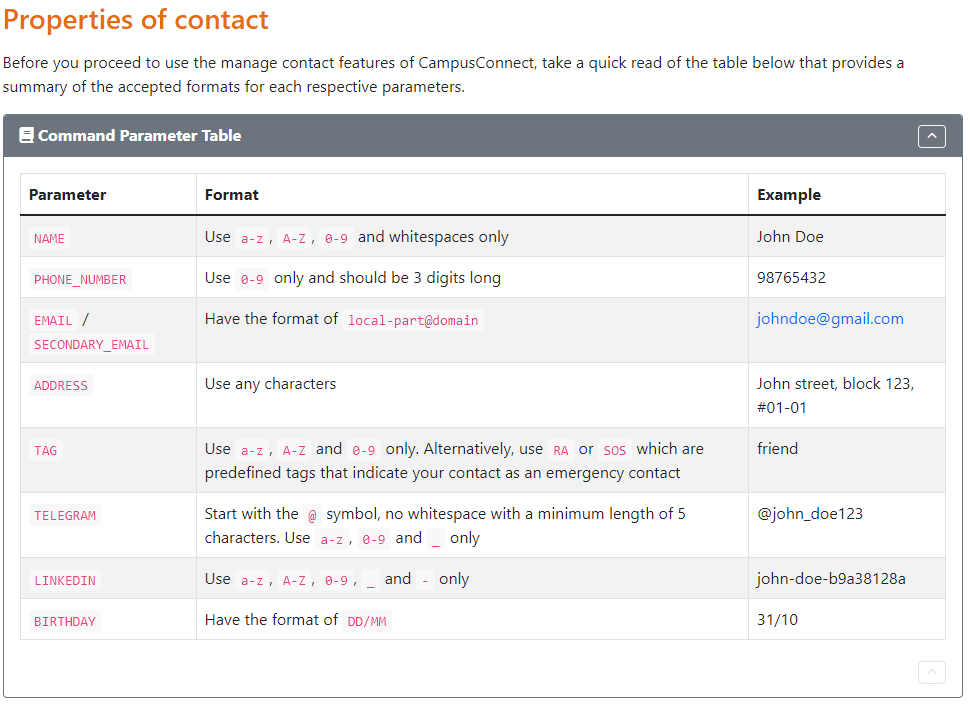 Properties of contact
Before you proceed to use the manage contact features of CampusConnect, take a quick read of the table below that provides a
summary of the accepted formats for each respective parameters.
Command Parameter Table
Parameter Format Example
NAME Use a-z, A-Z, 0-9 and whitespaces only John Doe
PHONE_NUMBER Use 0-9 only and should be 3 digits long 98765432
EMAIL / Have the format of local-part@domain johndoe@gmail.com
SECONDARY_EMAIL
ADDRESS Use any characters John street, block 123,
#01-01
TAG Use a-z, A-Z and 0-9 only. Alternatively, use RA or SOS which are friend
predefined tags that indicate your contact as an emergency contact
TELEGRAM Start with the @ symbol, no whitespace with a minimum length of 5 @john_doe123
characters. Use a-z, 0-9 and _ only
LINKEDIN Use a-z, A-Z, 0-9, _ and - only john-doe-b9a38128a
BIRTHDAY Have the format of DD/MM 31/10